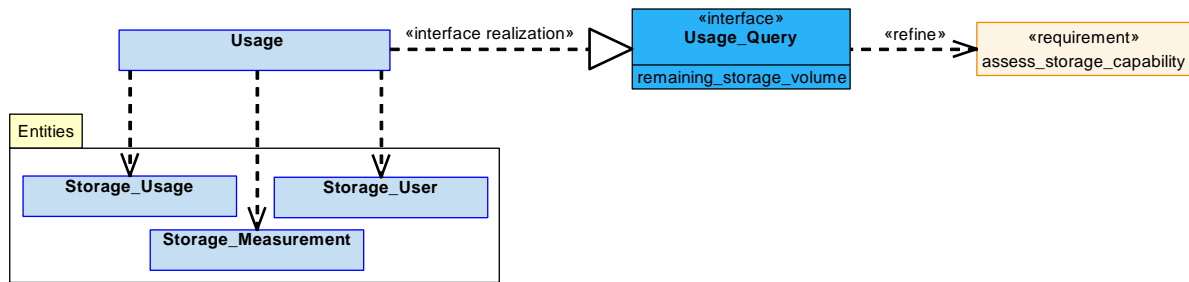 Usage
«interface realization»
«interface»
Usage_Query
remaining_storage_volume
«refine»
«requirement»
assess_storage_capability
Entities
Storage_Usage
Storage_User
Storage_Measurement